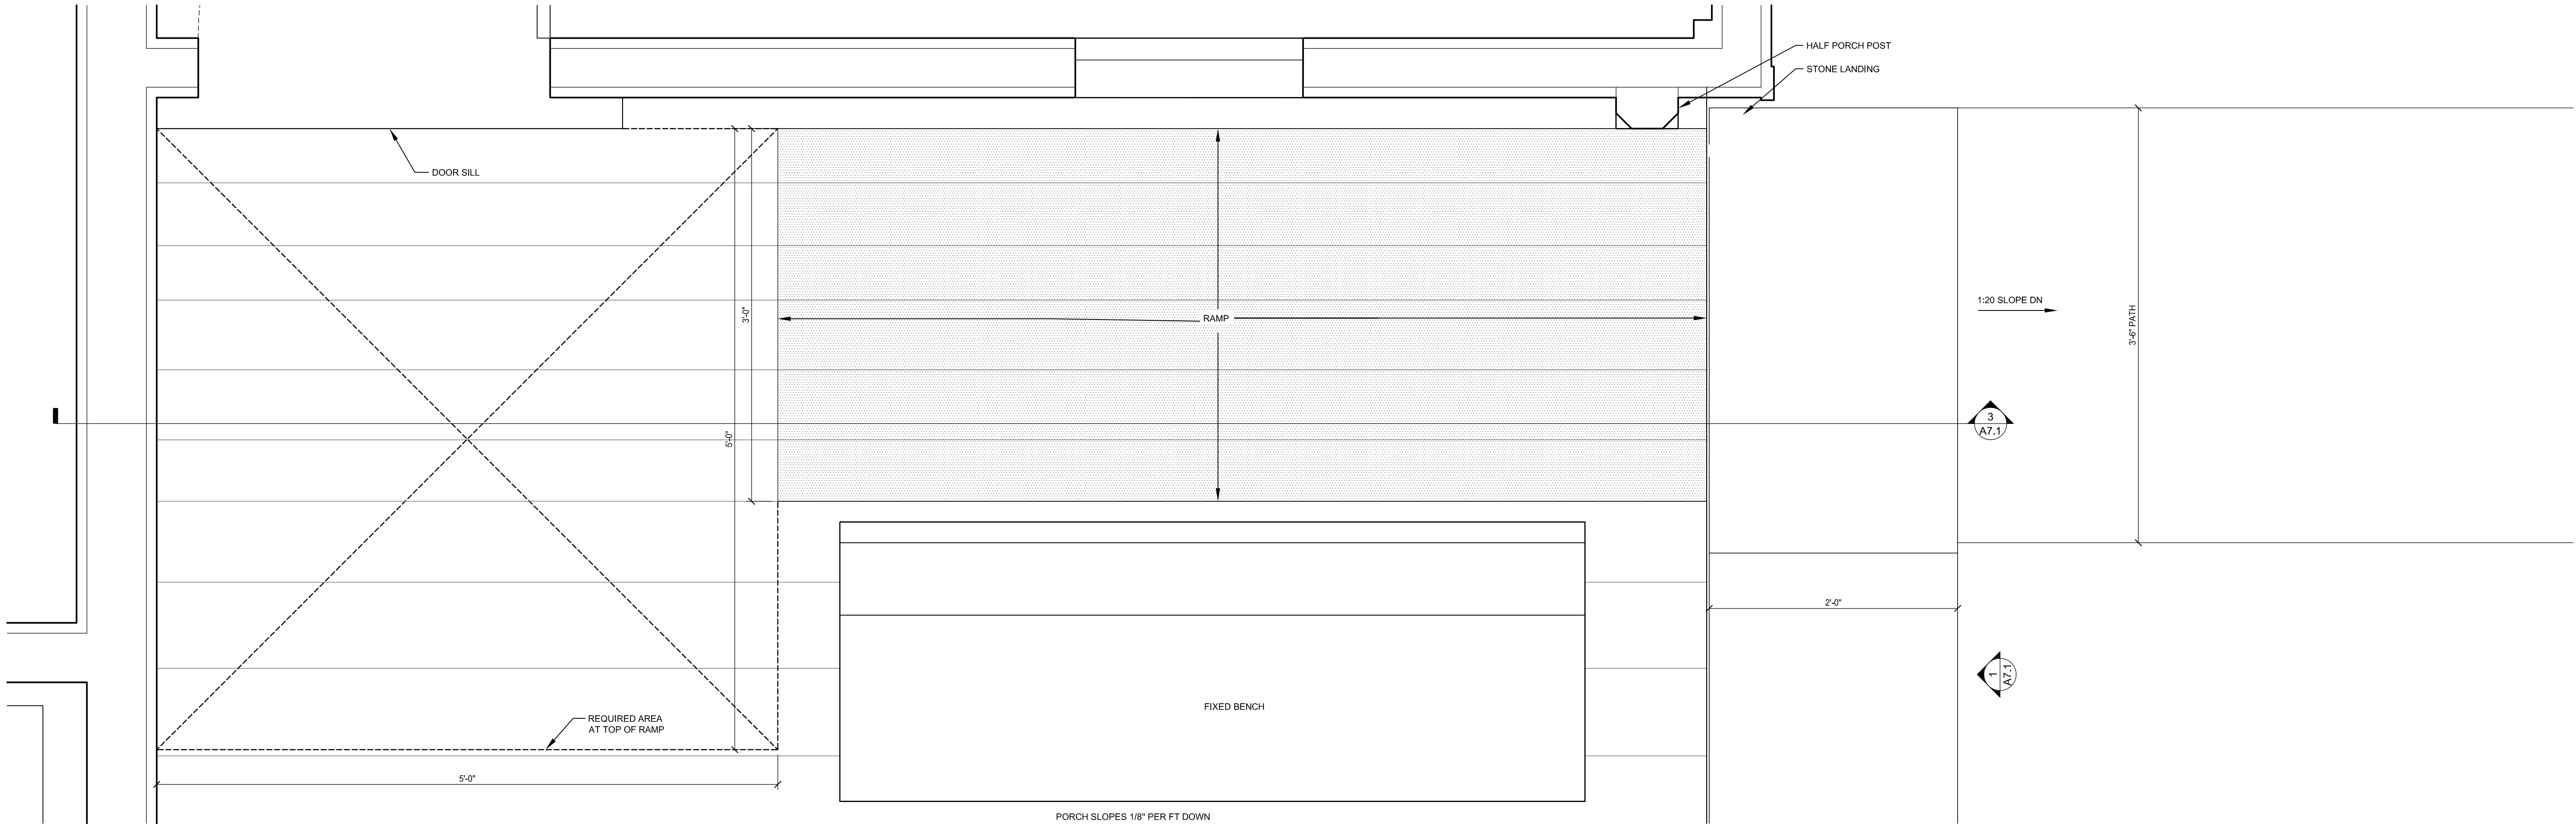 HALF PORCH POST
STONE LANDING
DOOR SILL
1:20 SLOPE DN
3'-0"
RAMP
3'-6" PATH
3
A7.1
5'-0"
2'-0"
1
A7.1
FIXED BENCH
REQUIRED AREA
AT TOP OF RAMP
5'-0"
PORCH SLOPES 1/8" PER FT DOWN